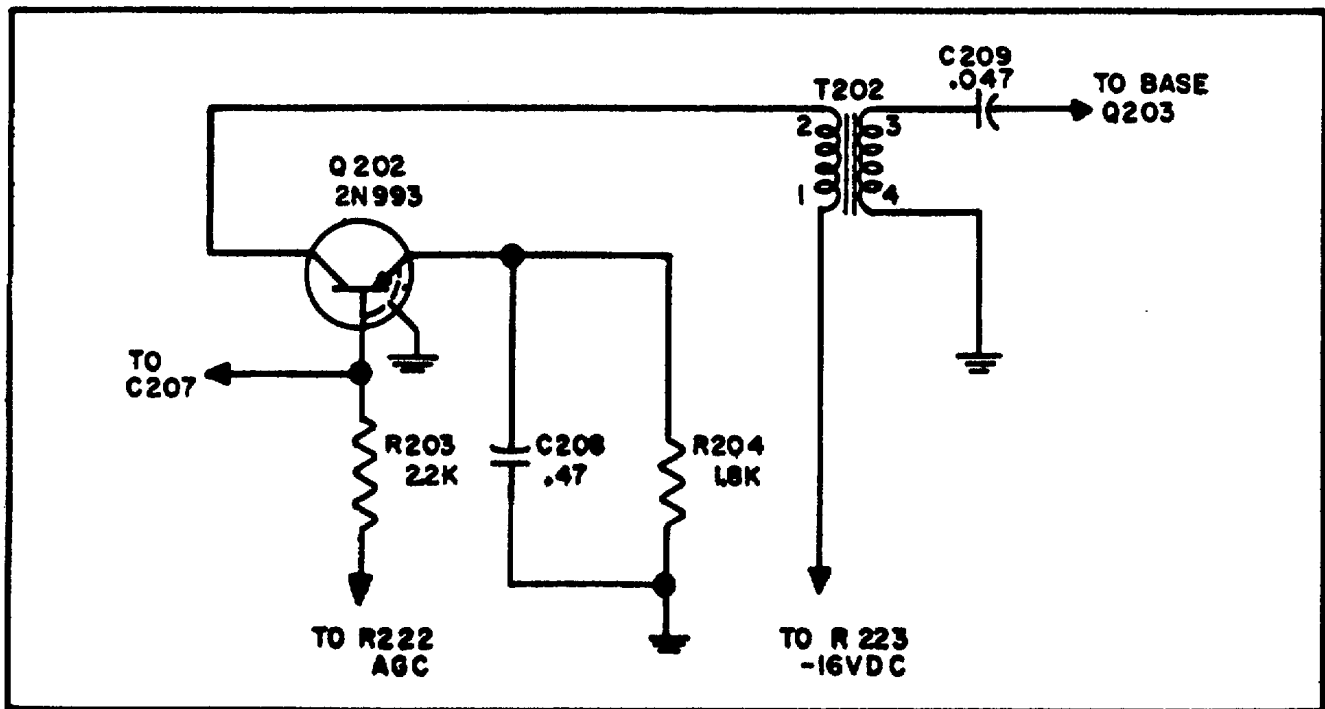 C209
.047
TO BASE
Q203
T202
2
3
1
4
Q202
2N993
TO
C207
R203
2.2K
C208
.47
R204
1.8K
TO R222
AGC
TO R 223
-16VDC